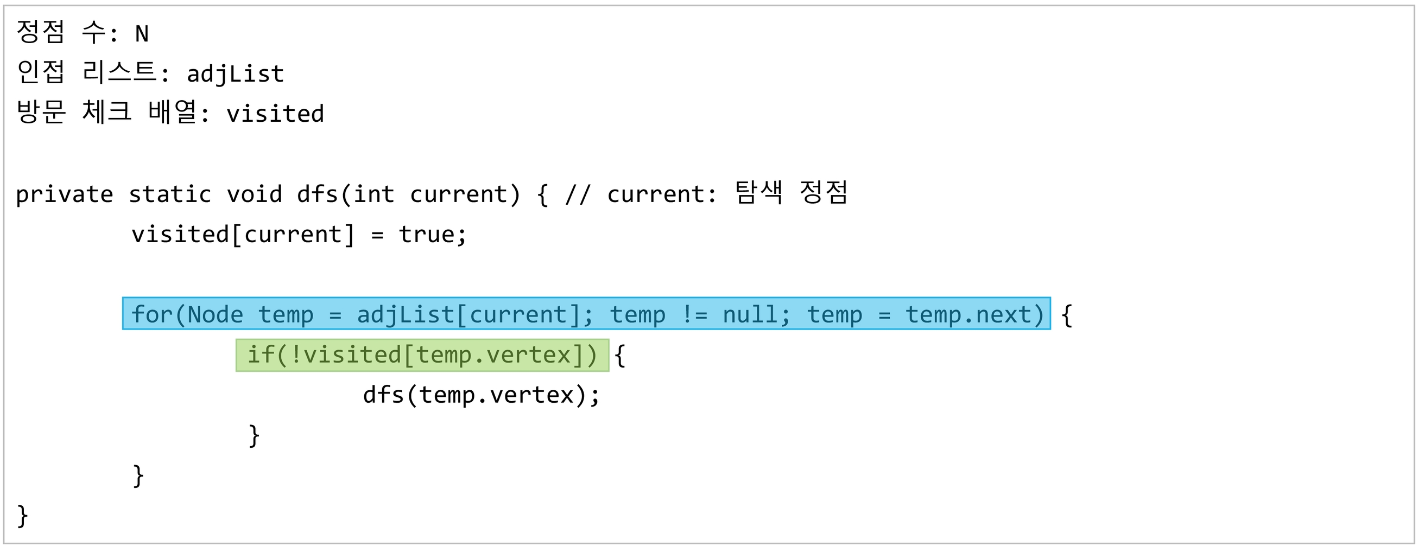 정점 수: N
인접 리스트: adjList
방문 체크 배열: visited
private static void dfs(int current) { // current: 탐색 정점
visited[current] = true;
for(Node temp = adjList[current]; temp != null; temp = temp.next) {
if(!visited[temp.vertex]) {
dfs(temp.vertex);
}
}
}